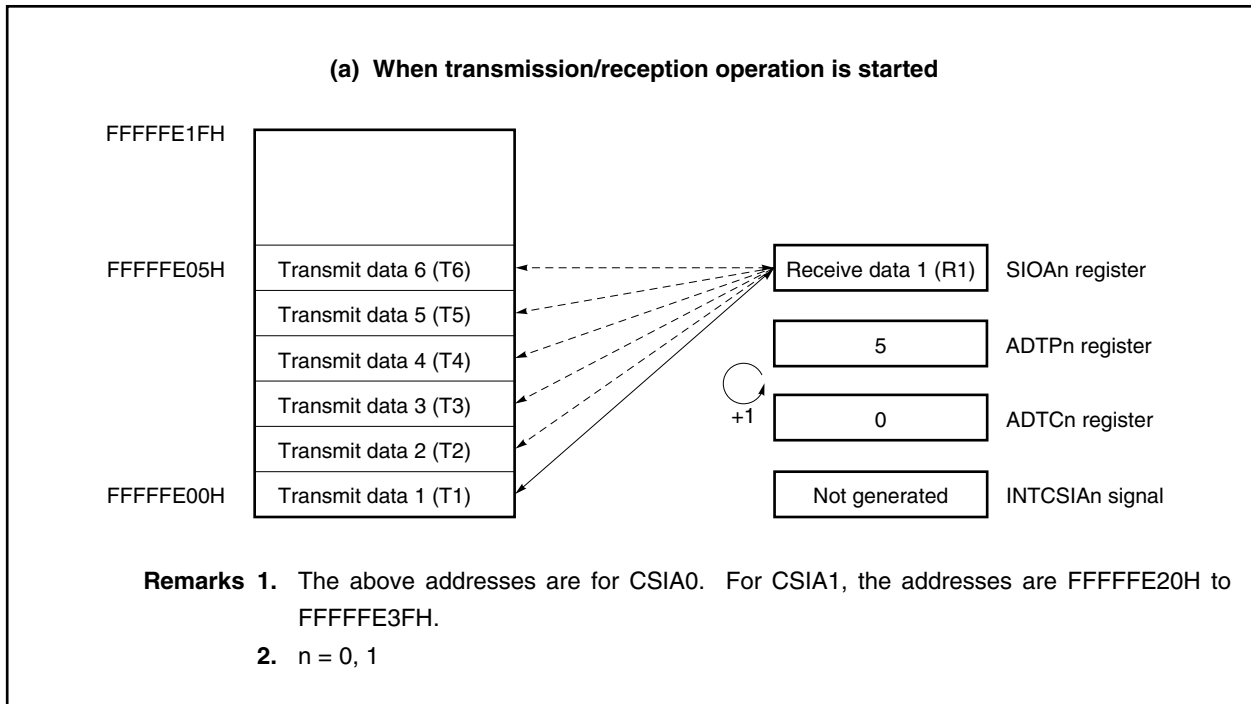 (a) When transmission/reception operation is started
FFFFFE1FH
FFFFFE05H
Transmit data 6 (T6)
Receive data 1 (R1)
SIOAn register
Transmit data 5 (T5)
5
ADTPn register
Transmit data 4 (T4)
Transmit data 3 (T3)
+1
0
ADTCn register
Transmit data 2 (T2)
FFFFFE00H
Transmit data 1 (T1)
Not generated
INTCSIAn signal
Remarks 1. The above addresses are for CSIA0. For CSIA1, the addresses are FFFFFE20H to
FFFFFE3FH.
2. n = 0, 1